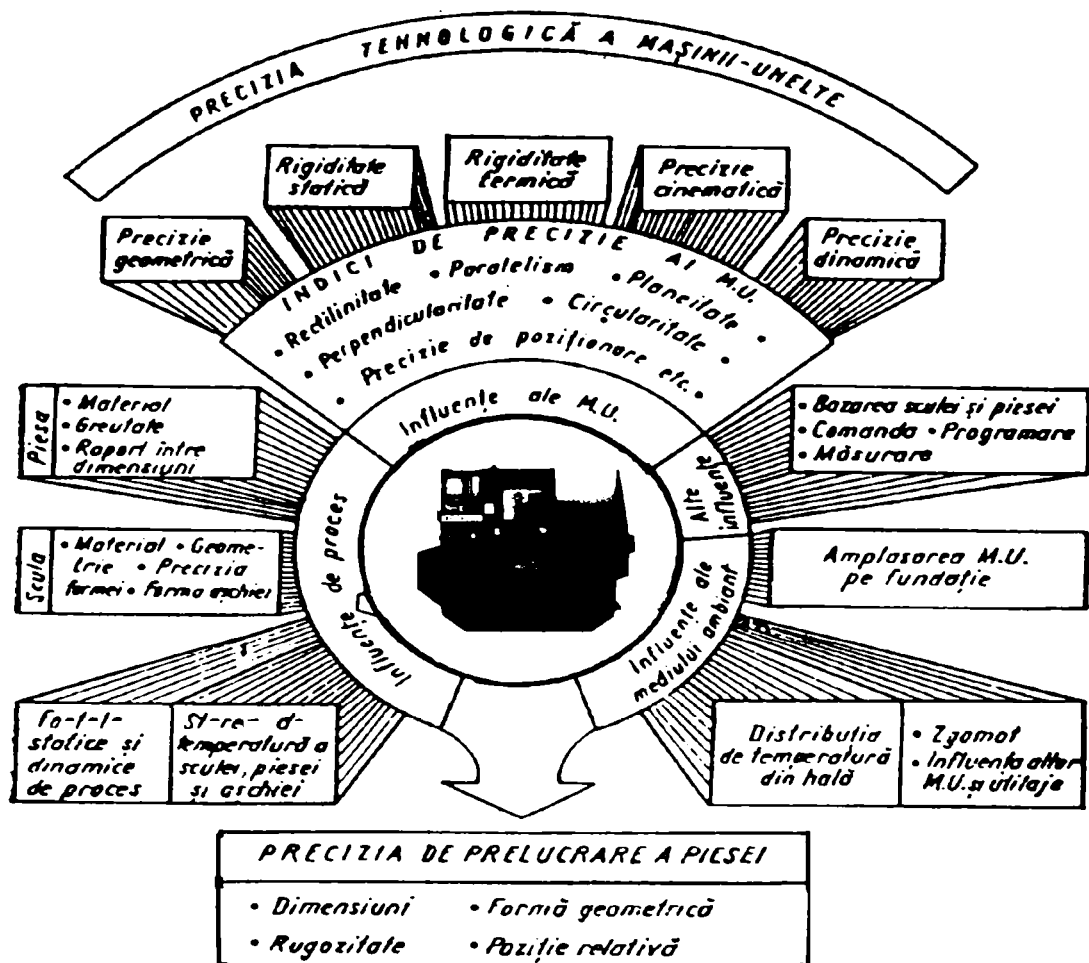 PRECIZIA TEHNOLOGICĂ A MAȘINII-UNELTE
Precizie
geometrică
Rigiditate
statică
Rigiditate
termică
Precizie
cinematică
Precizie
dinamică
INDICI DE PRECIZIE AI M.U.
• Rectilinitate • Paralelism • Planeitate •
• Perpendicularitate • Circularitate •
• Precizie de poziționare etc. •
Influențe ale M.U.
Piesa
• Material
• Greutate
• Raport între
dimensiuni
• Bazarea sculei și piesei
• Comanda • Programare
• Măsurare
Alte
influențe
Influențe de proces
Scula
• Material • Geome-
trie • Precizia
formei • Forma așchiei
Amplasarea M.U.
pe fundație
Influențe ale
mediului ambiant
statice și
dinamice
de proces
temperatură a
sculei, piesei
și așchiei
Distribuția
de temperatură
din hală
• Zgomot
• Influența altor
M.U. și utilaje
PRECIZIA DE PRELUCRARE A PIESEI
• Dimensiuni • Formă geometrică
• Rugozitate • Poziție relativă